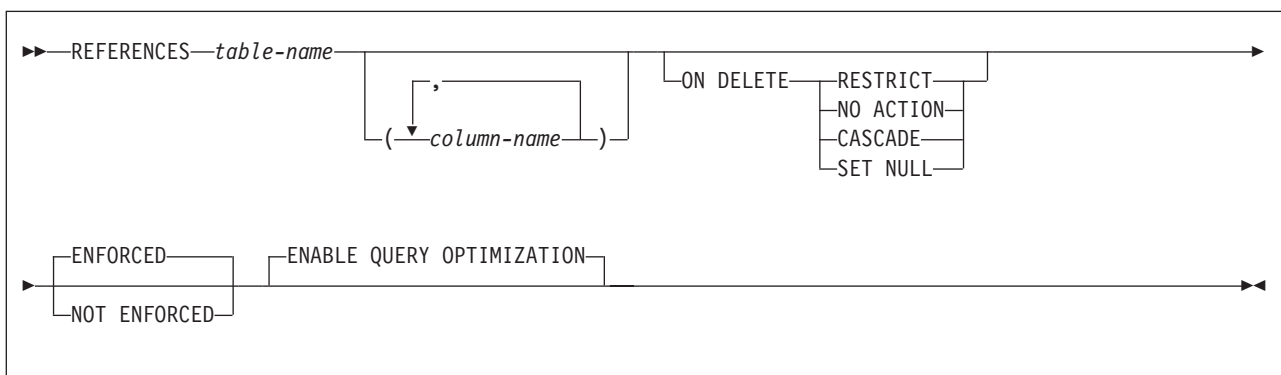 REFERENCES table-name
ON DELETE RESTRICT
,
NO ACTION
( column-name ) CASCADE
SET NULL
ENFORCED ENABLE QUERY OPTIMIZATION
NOT ENFORCED